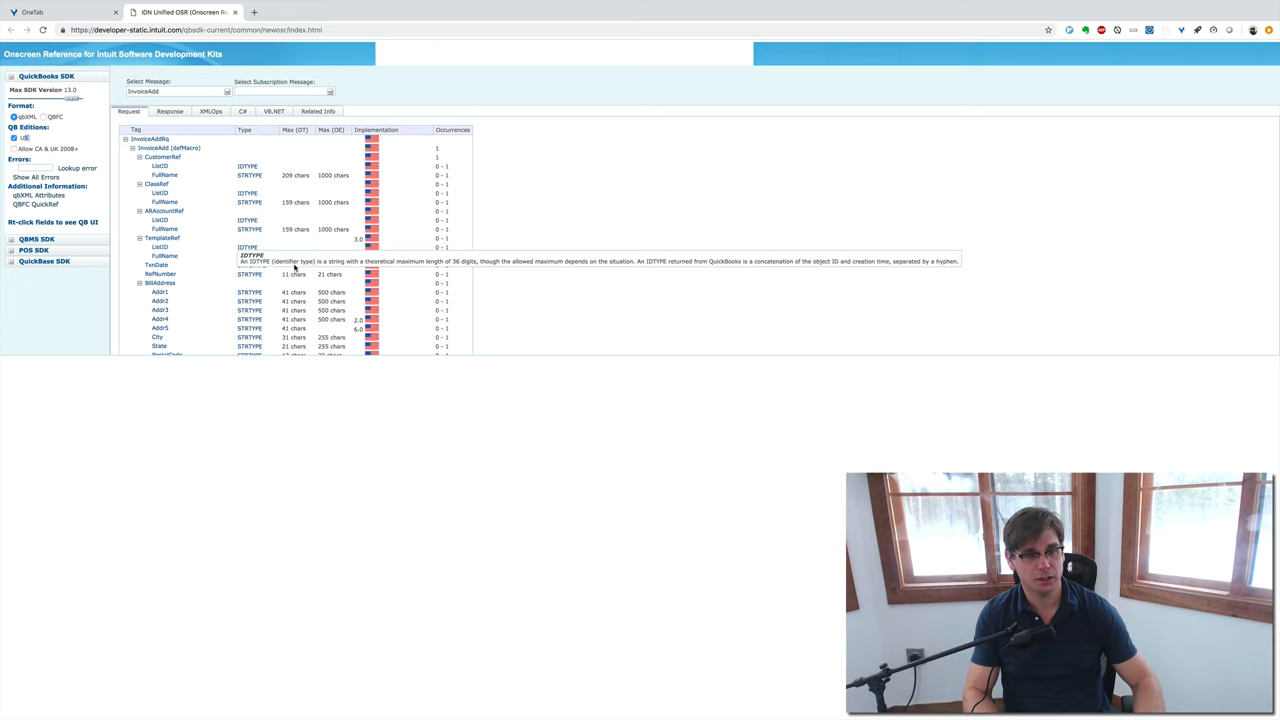 OneTab
IDN Unified OSR (Onscreen Re
https://developer-static.intuit.com/qbsdk-current/common/newosr/index.html
Onscreen Reference for Intuit Software Development Kits
QuickBooks SDK
Max SDK Version 13.0
Format:
qbXML QBFC
QB Editions:
US
Allow CA & UK 2008+
Errors:
Lookup error
Show All Errors
Additional Information:
qbXML Attributes
QBFC QuickRef
Rt-click fields to see QB UI
QBMS SDK
POS SDK
QuickBase SDK
Select Message: Select Subscription Message:
InvoiceAdd
Request Response XMLOps C# VB.NET Related Info
Tag Type Max (DT) Max (OE) Implementation Occurrences
InvoiceAddRq
InvoiceAdd (defMacro) 1
CustomerRef 1
ListID IDTYPE 0 - 1
FullName STRTYPE 209 chars 1000 chars 0 - 1
ClassRef 0 - 1
ListID IDTYPE 0 - 1
FullName STRTYPE 159 chars 1000 chars 0 - 1
ARAccountRef 0 - 1
ListID IDTYPE 0 - 1
FullName STRTYPE 159 chars 1000 chars 0 - 1
TemplateRef 3.0 0 - 1
ListID IDTYPE 0 - 1
FullName
IDTYPE
An IDTYPE (identifier type) is a string with a theoretical maximum length of 36 digits, though the allowed maximum depends on the situation. An IDTYPE returned from QuickBooks is a concatenation of the object ID and creation time, separated by a hyphen.
TxnDate 0 - 1
RefNumber STRTYPE 11 chars 21 chars 0 - 1
BillAddress 0 - 1
Addr1 STRTYPE 41 chars 500 chars 0 - 1
Addr2 STRTYPE 41 chars 500 chars 0 - 1
Addr3 STRTYPE 41 chars 500 chars 0 - 1
Addr4 STRTYPE 41 chars 500 chars 2.0 0 - 1
Addr5 STRTYPE 41 chars 6.0 0 - 1
City STRTYPE 31 chars 255 chars 0 - 1
State STRTYPE 21 chars 255 chars 0 - 1